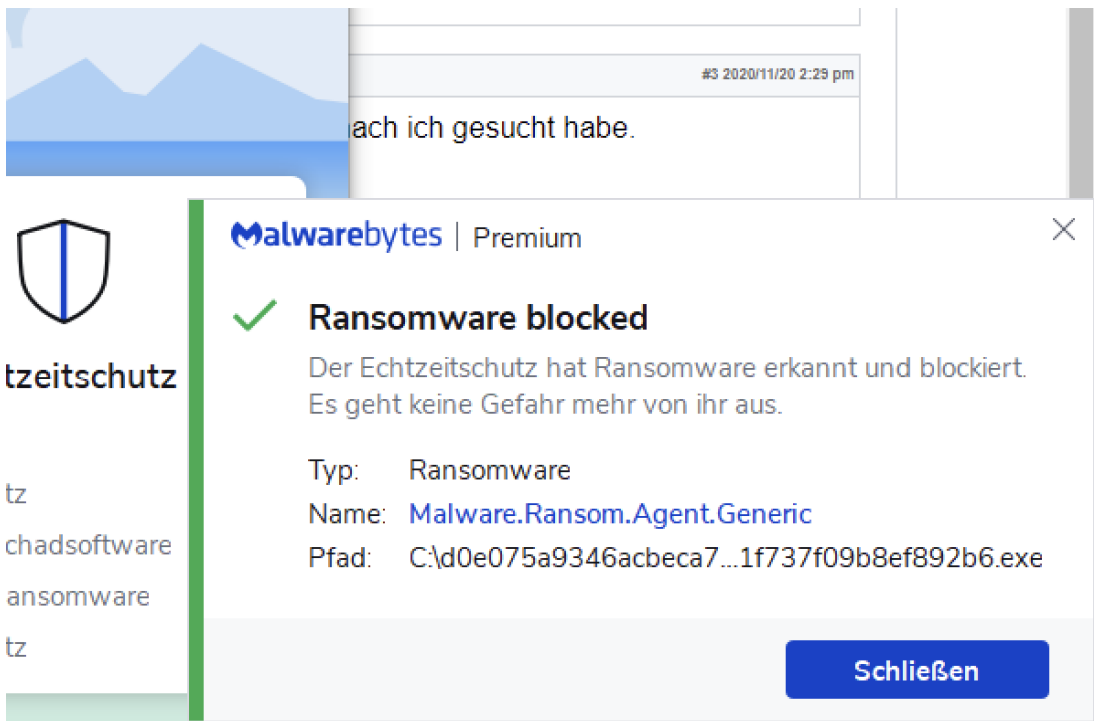 #3 2020/11/20 2:29 pm
ach ich gesucht habe.
Malwarebytes | Premium
Ransomware blocked
Der Echtzeitschutz hat Ransomware erkannt und blockiert.
Es geht keine Gefahr mehr von ihr aus.
Typ: Ransomware
Name: Malware.Ransom.Agent.Generic
Pfad: C:\d0e075a9346acbeca7...1f737f09b8ef892b6.exe
Schließen
tzeitschutz
tz
chadsoftware
ansomware
tz